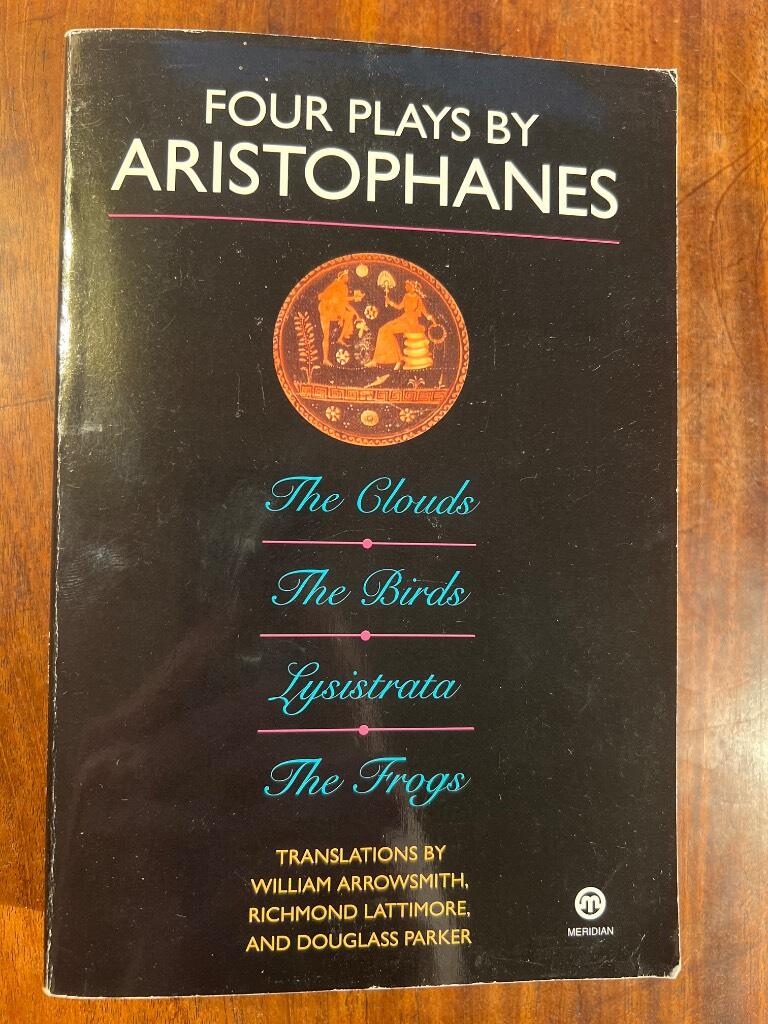 FOUR PLAYS BY
ARISTOPHANES
The Clouds
The Birds
Lysistrata
The Frogs
TRANSLATIONS BY
WILLIAM ARROWSMITH,
RICHMOND LATTIMORE,
AND DOUGLASS PARKER
M
MERIDIAN